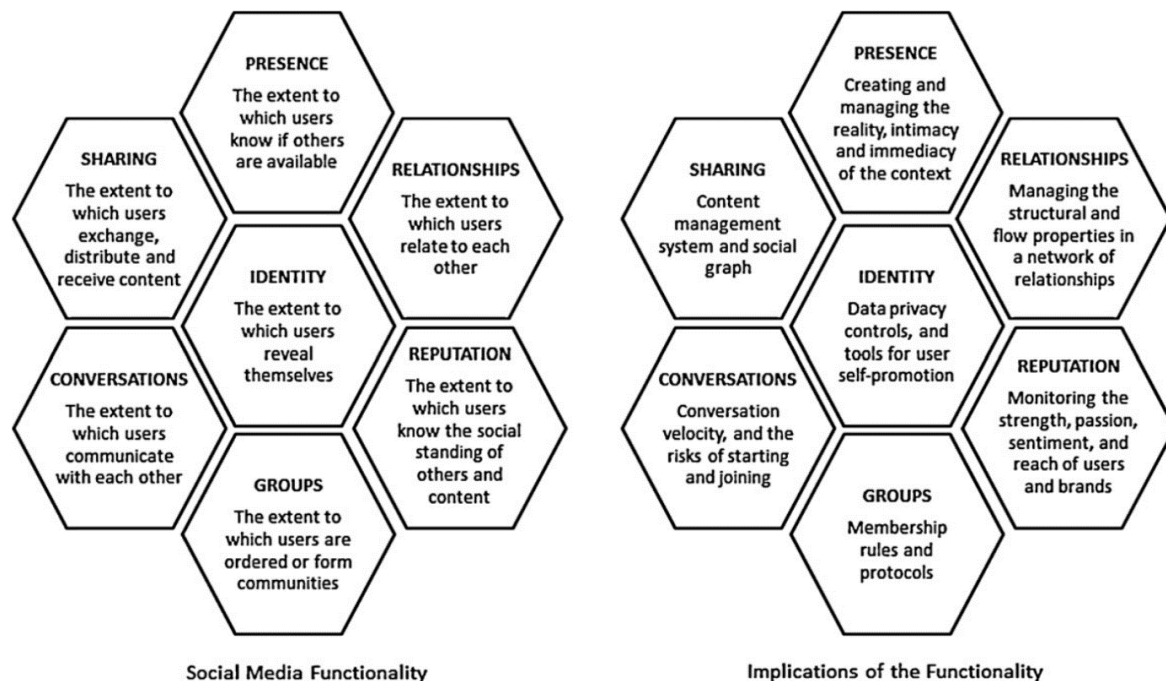 PRESENCE
The extent to
which users
know if others
are available
SHARING
The extent to
which users
exchange,
distribute and
receive content
RELATIONSHIPS
The extent to
which users
relate to each
other
IDENTITY
The extent to
which users
reveal
themselves
CONVERSATIONS
The extent to
which users
communicate
with each other
REPUTATION
The extent to
which users
know the social
standing of
others and
content
GROUPS
The extent to
which users are
ordered or form
communities
Social Media Functionality
PRESENCE
Creating and
managing the
reality, intimacy
and immediacy
of the context
SHARING
Content
management
system and social
graph
RELATIONSHIPS
Managing the
structural and
flow properties in
a network of
relationships
IDENTITY
Data privacy
controls, and
tools for user
self-promotion
CONVERSATIONS
Conversation
velocity, and the
risks of starting
and joining
REPUTATION
Monitoring the
strength, passion,
sentiment, and
reach of users
and brands
GROUPS
Membership
rules and
protocols
Implications of the Functionality